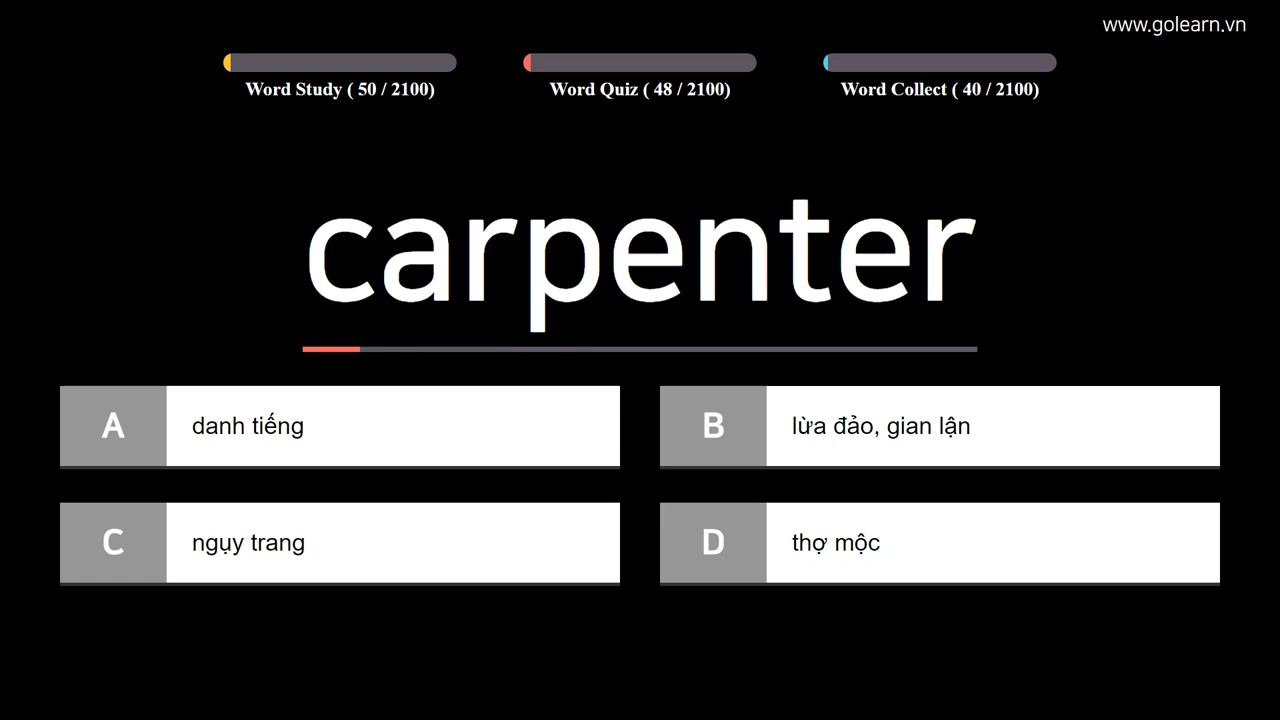 www.golearn.vn
Word Study ( 50 / 2100)
Word Quiz ( 48 / 2100)
Word Collect ( 40 / 2100)
carpenter
A
danh tiếng
B
lừa đảo, gian lận
C
ngụy trang
D
thợ mộc